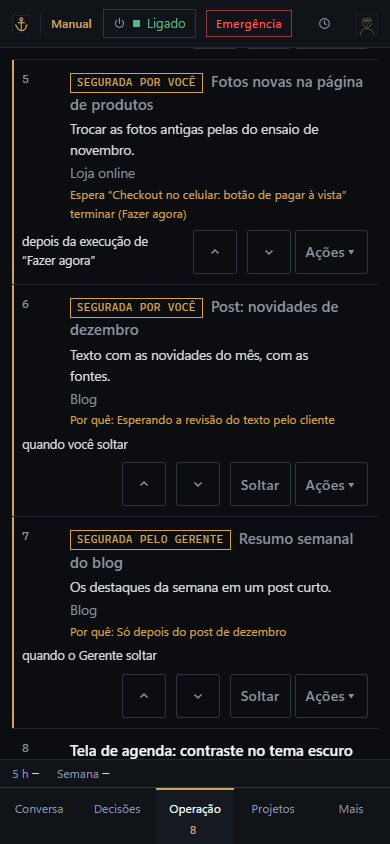 Manual
Ligado
Emergência
5
SEGURADA POR VOCÊ Fotos novas na página
de produtos
Trocar as fotos antigas pelas do ensaio de
novembro.
Loja online
Espera “Checkout no celular: botão de pagar à vista”
terminar (Fazer agora)
depois da execução de
“Fazer agora”
Ações ▾
6
SEGURADA POR VOCÊ Post: novidades de
dezembro
Texto com as novidades do mês, com as
fontes.
Blog
Por quê: Esperando a revisão do texto pelo cliente
quando você soltar
Soltar
Ações ▾
7
SEGURADA PELO GERENTE Resumo semanal
do blog
Os destaques da semana em um post curto.
Blog
Por quê: Só depois do post de dezembro
quando o Gerente soltar
Soltar
Ações ▾
8
Tela de agenda: contraste no tema escuro
5 h – Semana –
Conversa
Decisões
Operação
8
Projetos
Mais